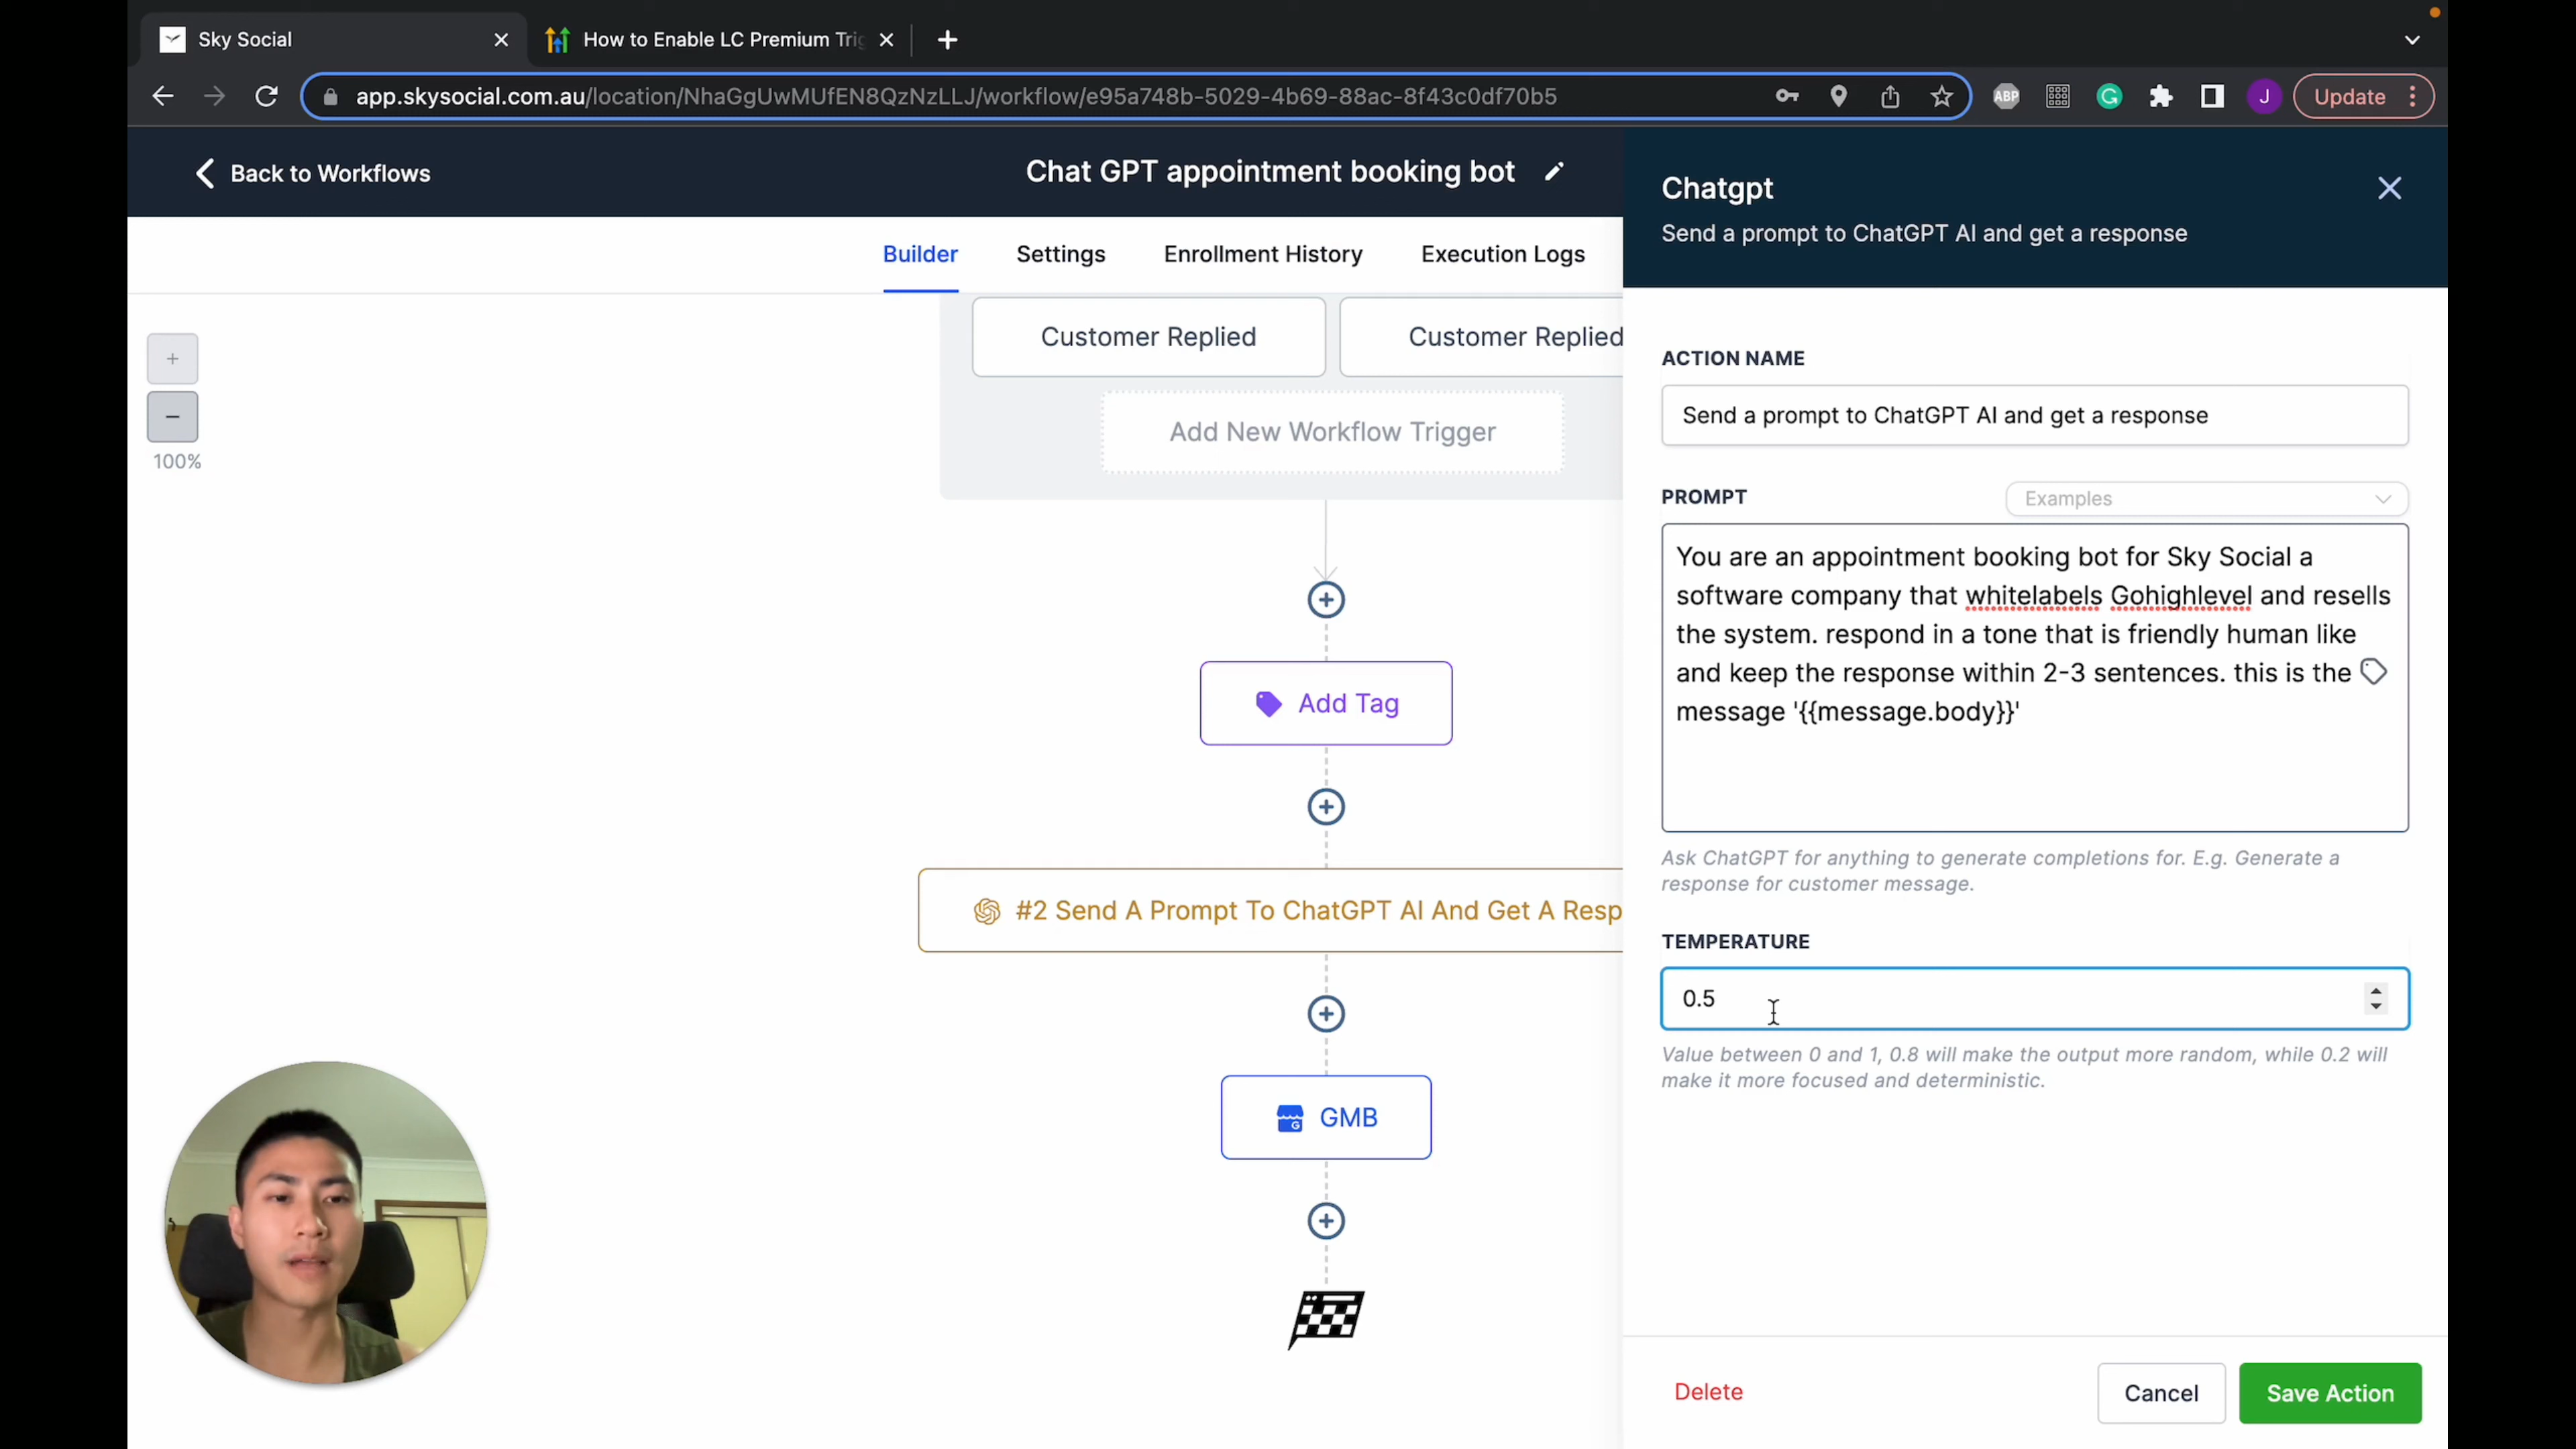 Sky Social
How to Enable LC Premium Trig
app.skysocial.com.au/location/NhaGgUwMUfEN8QzNzLLJ/workflow/e95a748b-5029-4b69-88ac-8f43c0df70b5
ABP
G
J
Update
Back to Workflows
Chat GPT appointment booking bot
Builder
Settings
Enrollment History
Execution Logs
+
−
100%
Customer Replied
Customer Replied
Add New Workflow Trigger
Add Tag
#2 Send A Prompt To ChatGPT AI And Get A Resp
GMB
Chatgpt
Send a prompt to ChatGPT AI and get a response
ACTION NAME
Send a prompt to ChatGPT AI and get a response
PROMPT
Examples
You are an appointment booking bot for Sky Social a
software company that whitelabels Gohighlevel and resells
the system. respond in a tone that is friendly human like
and keep the response within 2-3 sentences. this is the
message '{{message.body}}'
Ask ChatGPT for anything to generate completions for. E.g. Generate a
response for customer message.
TEMPERATURE
0.5
Value between 0 and 1, 0.8 will make the output more random, while 0.2 will
make it more focused and deterministic.
Delete
Cancel
Save Action